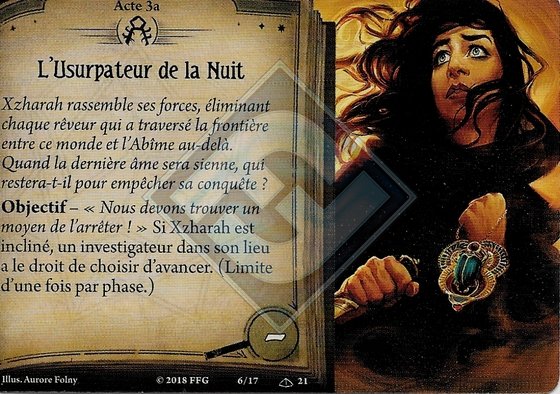 Acte 3a
L'Usurpateur de la Nuit
Xzharah rassemble ses forces, éliminant
chaque rêveur qui a traversé la frontière
entre ce monde et l'Abîme au-delà.
Quand la dernière âme sera sienne, qui
restera-t-il pour empêcher sa conquête ?
Objectif – « Nous devons trouver un
moyen de l'arrêter ! » Si Xzharah est
incliné, un investigateur dans son lieu
a le droit de choisir d'avancer. (Limite
d'une fois par phase.)
–
Illus. Aurore Folny © 2018 FFG 6/17 21